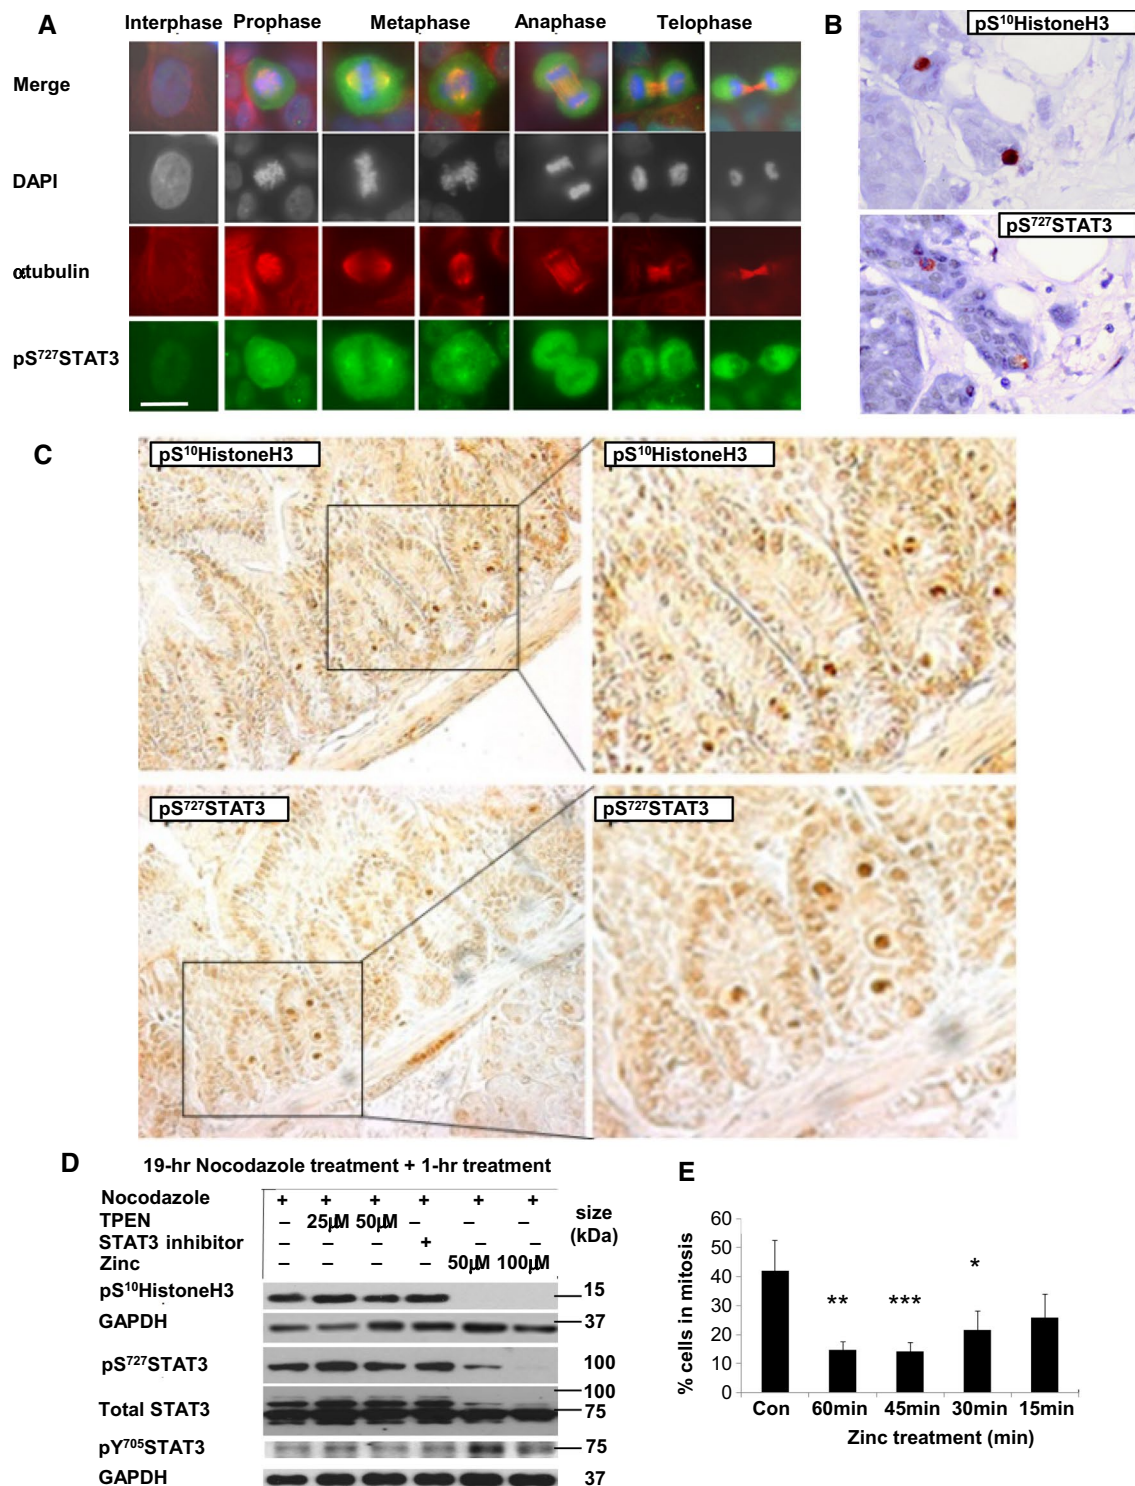 A
Interphase Prophase Metaphase Anaphase Telophase
Merge
DAPI
αtubulin
pS⁷²⁷STAT3
B
pS¹⁰HistoneH3
pS⁷²⁷STAT3
C
pS¹⁰HistoneH3
pS¹⁰HistoneH3
pS⁷²⁷STAT3
pS⁷²⁷STAT3
D
19-hr Nocodazole treatment + 1-hr treatment
Nocodazole + + + + + +
TPEN – 25μM 50μM – – –
STAT3 inhibitor – – – + – –
Zinc – – – – 50μM 100μM
size
(kDa)
pS¹⁰HistoneH3 15
GAPDH 37
pS⁷²⁷STAT3 100
100
Total STAT3 75
pY⁷⁰⁵STAT3 75
GAPDH 37
E
% cells in mitosis
60
50
40
30
20
10
0
** *** *
Con 60min 45min 30min 15min
Zinc treatment (min)